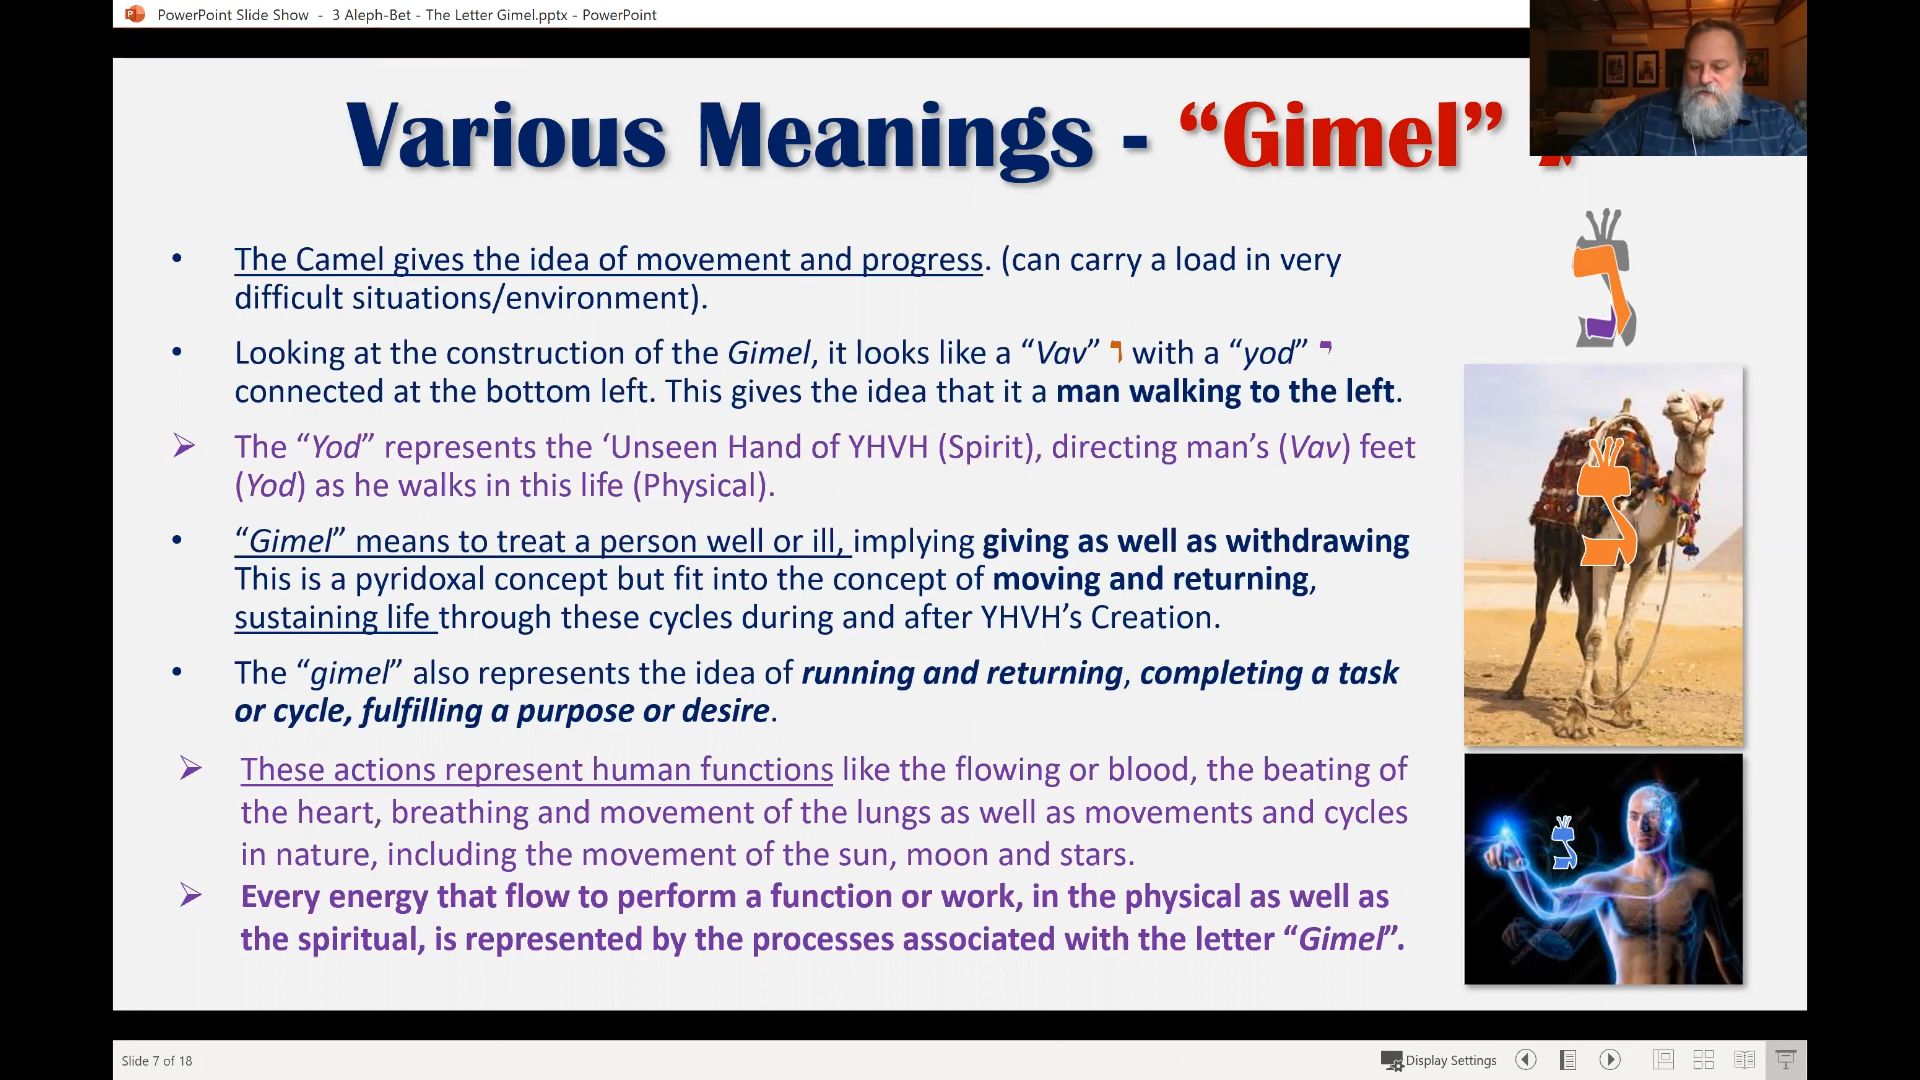 PowerPoint Slide Show - 3 Aleph-Bet - The Letter Gimel.pptx - PowerPoint
Various Meanings - “Gimel”
• The Camel gives the idea of movement and progress. (can carry a load in very
difficult situations/environment).
• Looking at the construction of the Gimel, it looks like a “Vav” ו with a “yod” י
connected at the bottom left. This gives the idea that it a man walking to the left.
➢ The “Yod” represents the ‘Unseen Hand of YHVH (Spirit), directing man’s (Vav) feet
(Yod) as he walks in this life (Physical).
• “Gimel” means to treat a person well or ill, implying giving as well as withdrawing
This is a pyridoxal concept but fit into the concept of moving and returning,
sustaining life through these cycles during and after YHVH’s Creation.
• The “gimel” also represents the idea of running and returning, completing a task
or cycle, fulfilling a purpose or desire.
➢ These actions represent human functions like the flowing or blood, the beating of
the heart, breathing and movement of the lungs as well as movements and cycles
in nature, including the movement of the sun, moon and stars.
➢ Every energy that flow to perform a function or work, in the physical as well as
the spiritual, is represented by the processes associated with the letter “Gimel”.
ג
ג
ג
Slide 7 of 18
Display Settings